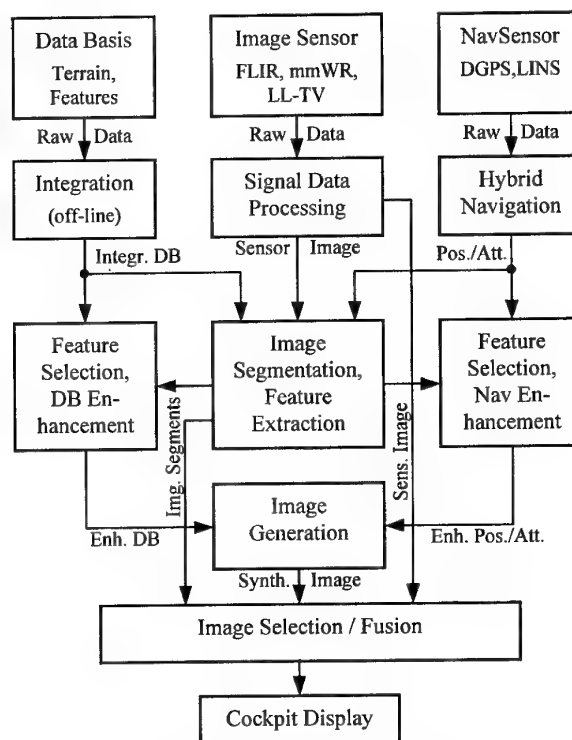 Data Basis
Terrain,
Features
Image Sensor
FLIR, mmWR,
LL-TV
NavSensor
DGPS,LINS
Raw Data
Raw Data
Raw Data
Integration
(off-line)
Signal Data
Processing
Hybrid
Navigation
Integr. DB
Sensor Image
Pos./Att.
Feature
Selection,
DB En-
hancement
Image
Segmentation,
Feature
Extraction
Feature
Selection,
Nav En-
hancement
Img. Segments
Sens. Image
Image
Generation
Enh. DB
Enh. Pos./Att.
Synth. Image
Image Selection / Fusion
Cockpit Display